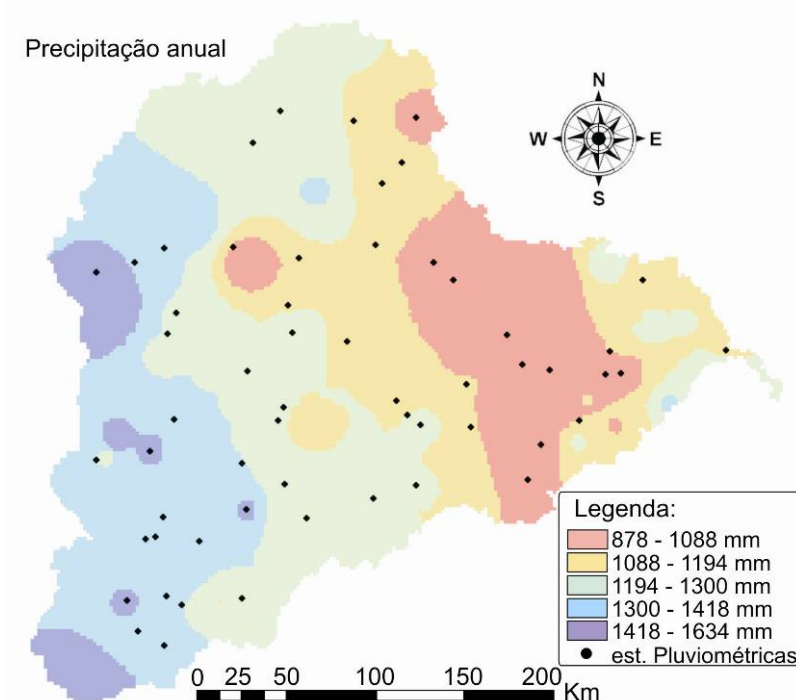 Precipitação anual
N
W E
S
Legenda:
878 - 1088 mm
1088 - 1194 mm
1194 - 1300 mm
1300 - 1418 mm
1418 - 1634 mm
est. Pluviométricas
0 25 50 100 150 200
Km